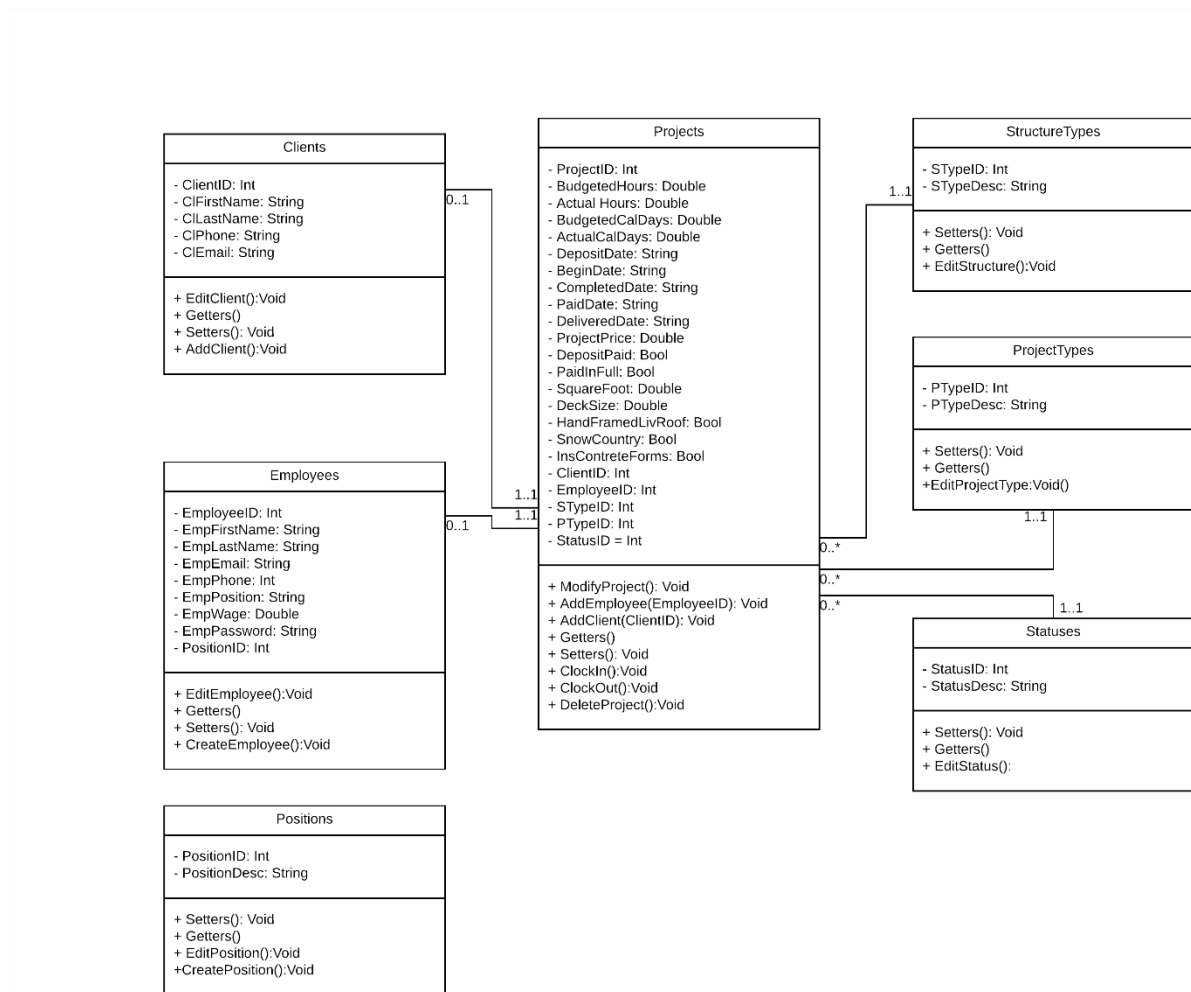 Clients
- ClientID: Int
- ClFirstName: String
- ClLastName: String
- ClPhone: String
- ClEmail: String
+ EditClient():Void
+ Getters()
+ Setters(): Void
+ AddClient():Void
0..1
Employees
- EmployeeID: Int
- EmpFirstName: String
- EmpLastName: String
- EmpEmail: String
- EmpPhone: Int
- EmpPosition: String
- EmpWage: Double
- EmpPassword: String
- PositionID: Int
+ EditEmployee():Void
+ Getters()
+ Setters(): Void
+ CreateEmployee():Void
0..1
Positions
- PositionID: Int
- PositionDesc: String
+ Setters(): Void
+ Getters()
+ EditPosition():Void
+CreatePosition():Void
1..1
1..1
Projects
- ProjectID: Int
- BudgetedHours: Double
- Actual Hours: Double
- BudgetedCalDays: Double
- ActualCalDays: Double
- DepositDate: String
- BeginDate: String
- CompletedDate: String
- PaidDate: String
- DeliveredDate: String
- ProjectPrice: Double
- DepositPaid: Bool
- PaidInFull: Bool
- SquareFoot: Double
- DeckSize: Double
- HandFramedLivRoof: Bool
- SnowCountry: Bool
- InsContreteForms: Bool
- ClientID: Int
- EmployeeID: Int
- STypeID: Int
- PTypeID: Int
- StatusID = Int
+ ModifyProject(): Void
+ AddEmployee(EmployeeID): Void
+ AddClient(ClientID): Void
+ Getters()
+ Setters(): Void
+ ClockIn():Void
+ ClockOut():Void
+ DeleteProject():Void
0..*
0..*
0..*
1..1
StructureTypes
- STypeID: Int
- STypeDesc: String
+ Setters(): Void
+ Getters()
+ EditStructure():Void
ProjectTypes
- PTypeID: Int
- PTypeDesc: String
+ Setters(): Void
+ Getters()
+EditProjectType:Void()
1..1
1..1
Statuses
- StatusID: Int
- StatusDesc: String
+ Setters(): Void
+ Getters()
+ EditStatus():